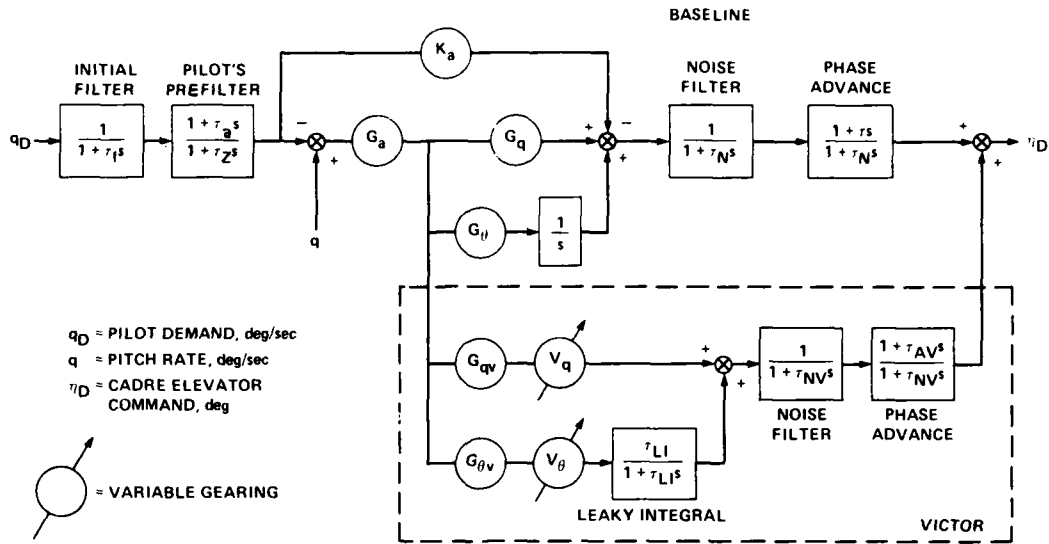 BASELINE
K_a
INITIAL FILTER
PILOT'S PREFILTER
NOISE FILTER
PHASE ADVANCE
q_D
1 / (1 + τ_f s)
(1 + τ_a s) / (1 + τ_z s)
−
+
G_a
G_q
+
−
+
1 / (1 + τ_N s)
(1 + τs) / (1 + τ_N s)
+
+
η_D
q
G_θ
1 / s
q_D = PILOT DEMAND, deg/sec
q = PITCH RATE, deg/sec
η_D = CADRE ELEVATOR
COMMAND, deg
= VARIABLE GEARING
G_qv
V_q
+
+
1 / (1 + τ_NV s)
(1 + τ_AV s) / (1 + τ_NV s)
NOISE FILTER
PHASE ADVANCE
G_θv
V_θ
τ_LI / (1 + τ_LI s)
LEAKY INTEGRAL
VICTOR